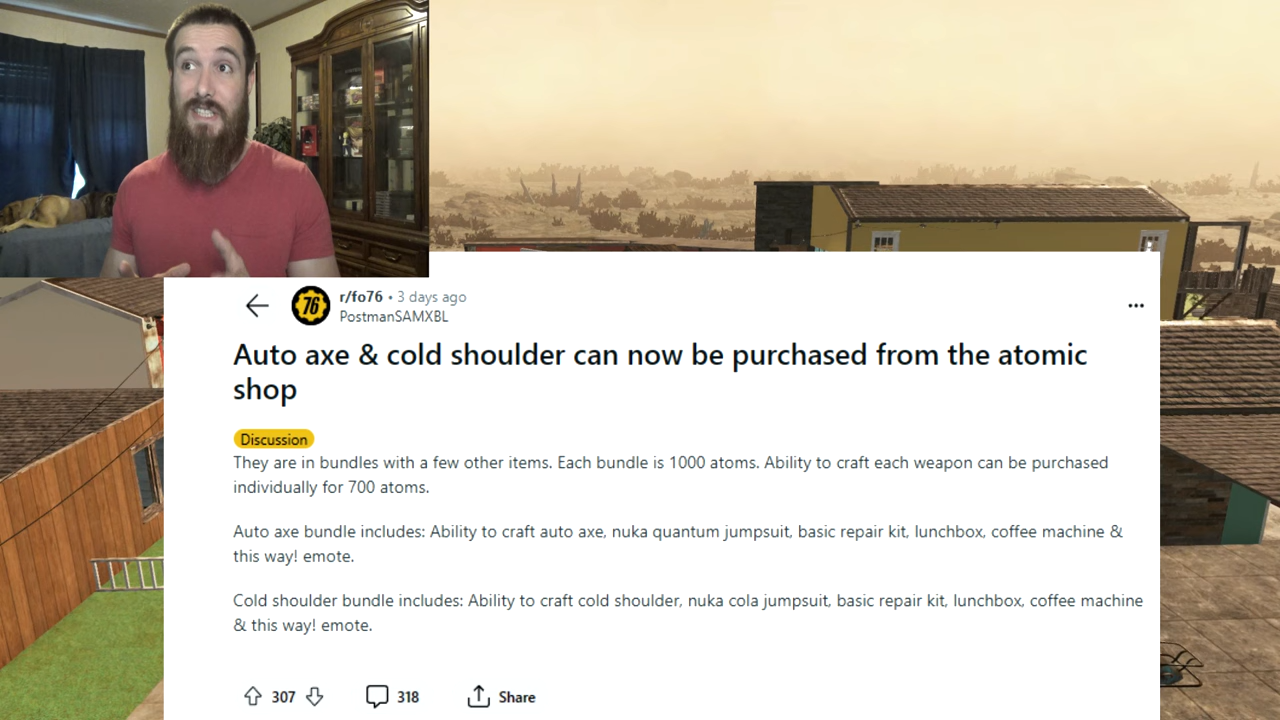 76
r/fo76 • 3 days ago
PostmanSAMXBL
Auto axe & cold shoulder can now be purchased from the atomic
shop
Discussion
They are in bundles with a few other items. Each bundle is 1000 atoms. Ability to craft each weapon can be purchased
individually for 700 atoms.
Auto axe bundle includes: Ability to craft auto axe, nuka quantum jumpsuit, basic repair kit, lunchbox, coffee machine &
this way! emote.
Cold shoulder bundle includes: Ability to craft cold shoulder, nuka cola jumpsuit, basic repair kit, lunchbox, coffee machine
& this way! emote.
307
318
Share